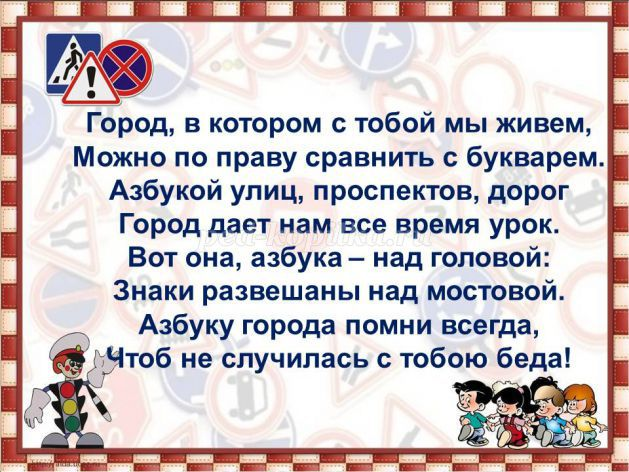 Город, в котором с тобой мы живем,
Можно по праву сравнить с букварем.
Азбукой улиц, проспектов, дорог
Город дает нам все время урок.
Вот она, азбука – над головой:
Знаки развешаны над мостовой.
Азбуку города помни всегда,
Чтоб не случилась с тобою беда!